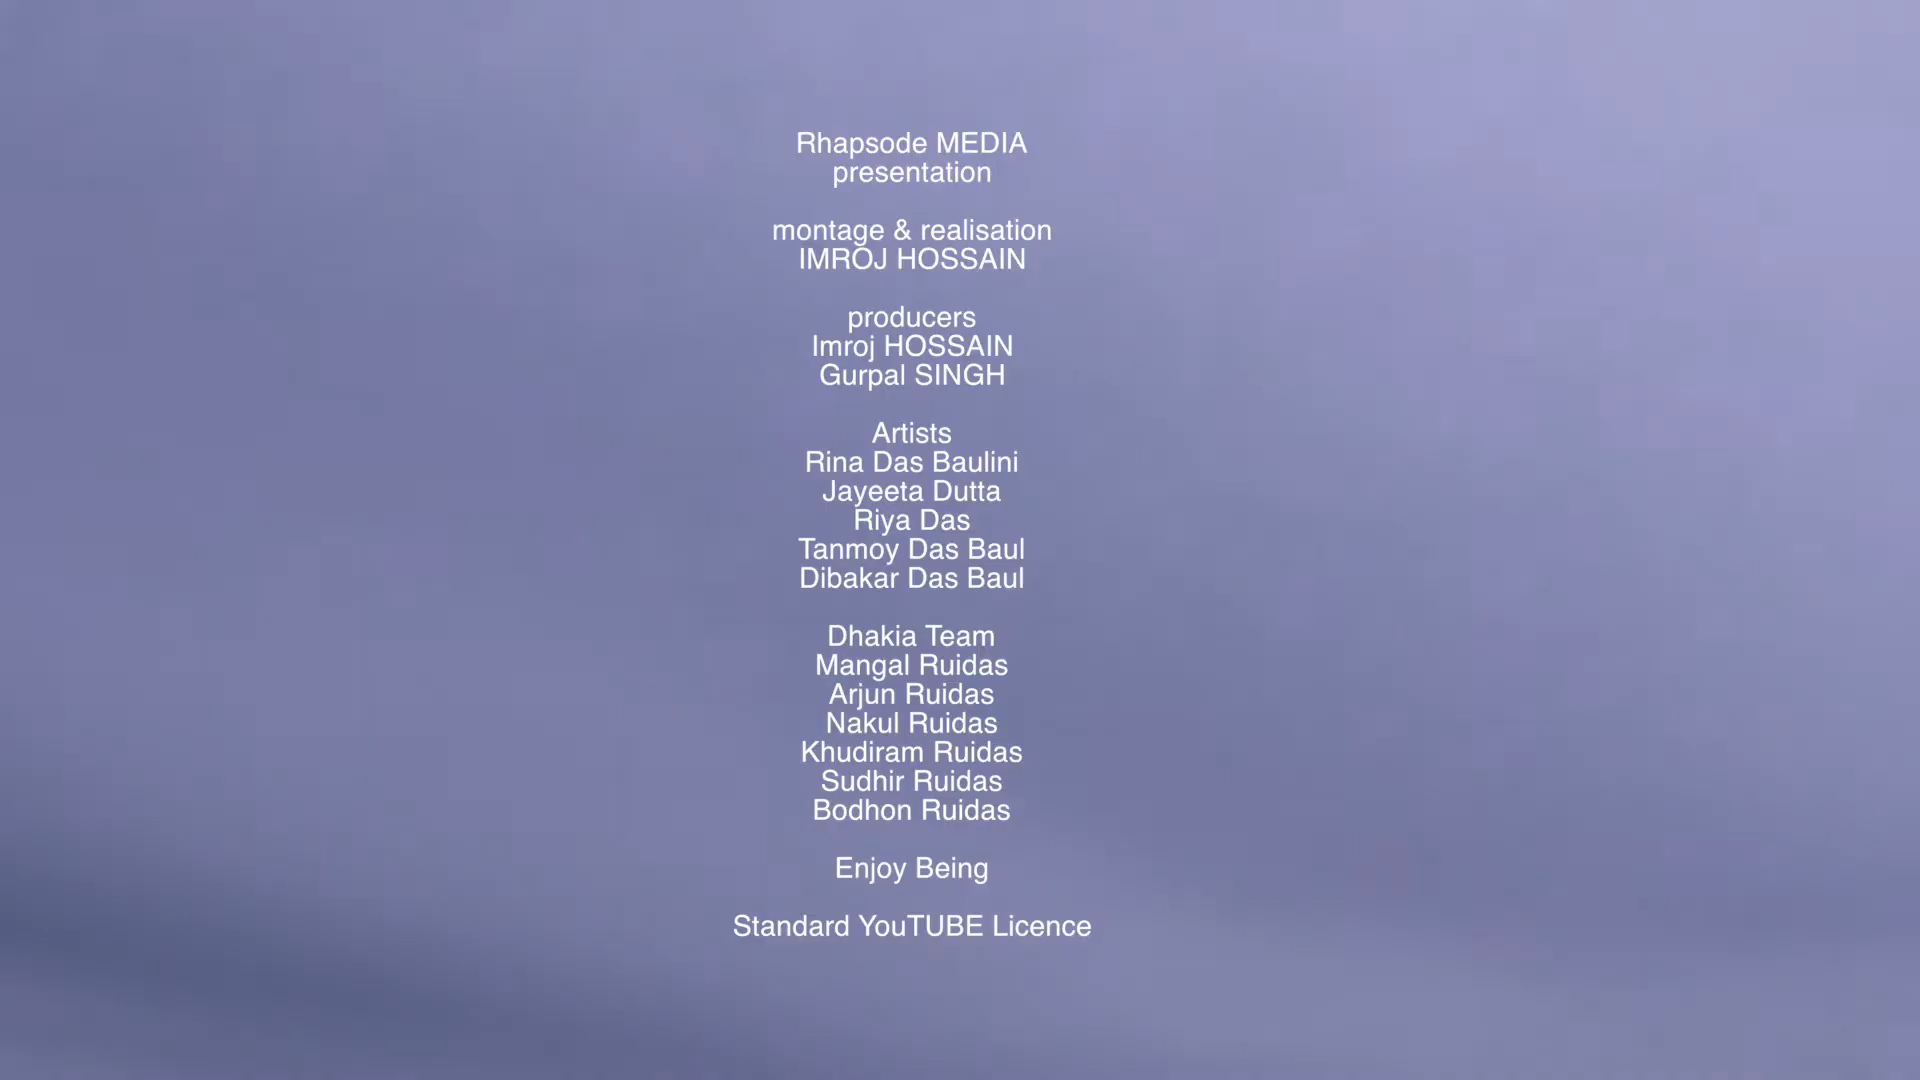 Rhapsode MEDIA
presentation
montage & realisation
IMROJ HOSSAIN
producers
Imroj HOSSAIN
Gurpal SINGH
Artists
Rina Das Baulini
Jayeeta Dutta
Riya Das
Tanmoy Das Baul
Dibakar Das Baul
Dhakia Team
Mangal Ruidas
Arjun Ruidas
Nakul Ruidas
Khudiram Ruidas
Sudhir Ruidas
Bodhon Ruidas
Enjoy Being
Standard YouTUBE Licence